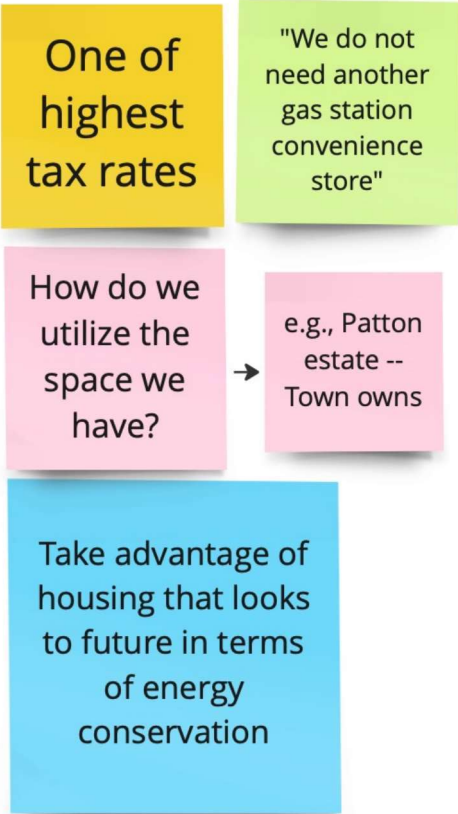 One of
highest
tax rates
"We do not
need another
gas station
convenience
store"
How do we
utilize the
space we
have?
e.g., Patton
estate --
Town owns
Take advantage of
housing that looks
to future in terms
of energy
conservation